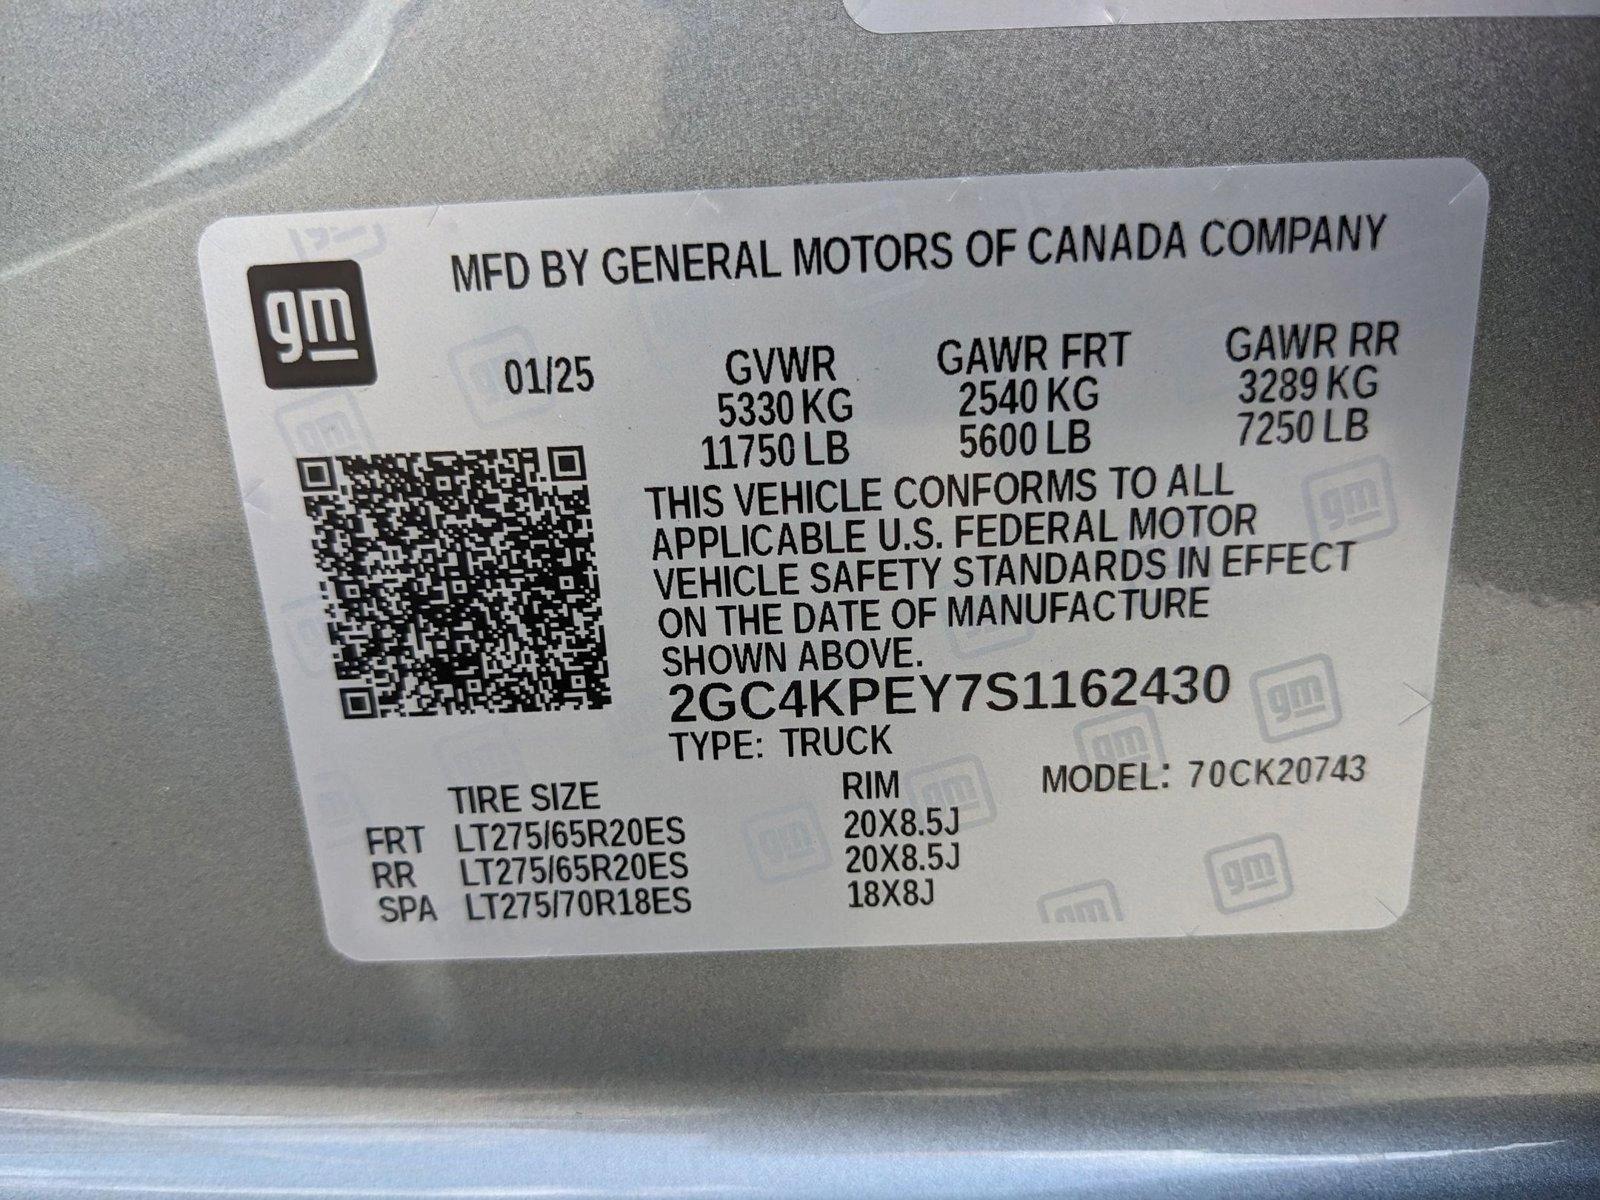 gm
MFD BY GENERAL MOTORS OF CANADA COMPANY
01/25
GVWR GAWR FRT GAWR RR
5330 KG 2540 KG 3289 KG
11750 LB 5600 LB 7250 LB
THIS VEHICLE CONFORMS TO ALL
APPLICABLE U.S. FEDERAL MOTOR
VEHICLE SAFETY STANDARDS IN EFFECT
ON THE DATE OF MANUFACTURE
SHOWN ABOVE.
2GC4KPEY7S1162430
TYPE: TRUCK
MODEL: 70CK20743
TIRE SIZE RIM
FRT LT275/65R20ES 20X8.5J
RR LT275/65R20ES 20X8.5J
SPA LT275/70R18ES 18X8J